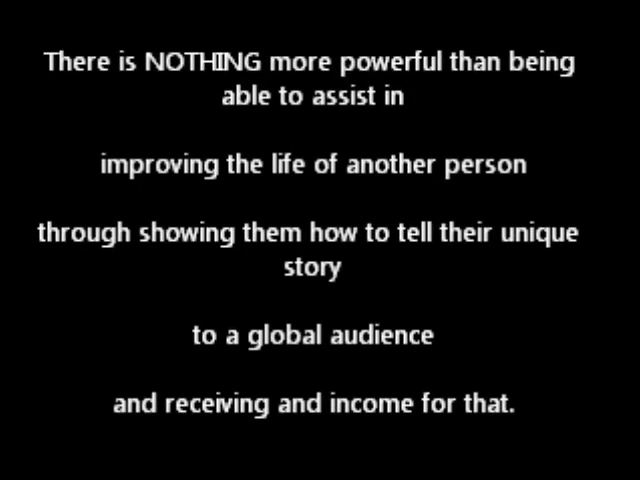 There is NOTHING more powerful than being
able to assist in
improving the life of another person
through showing them how to tell their unique
story
to a global audience
and receiving and income for that.